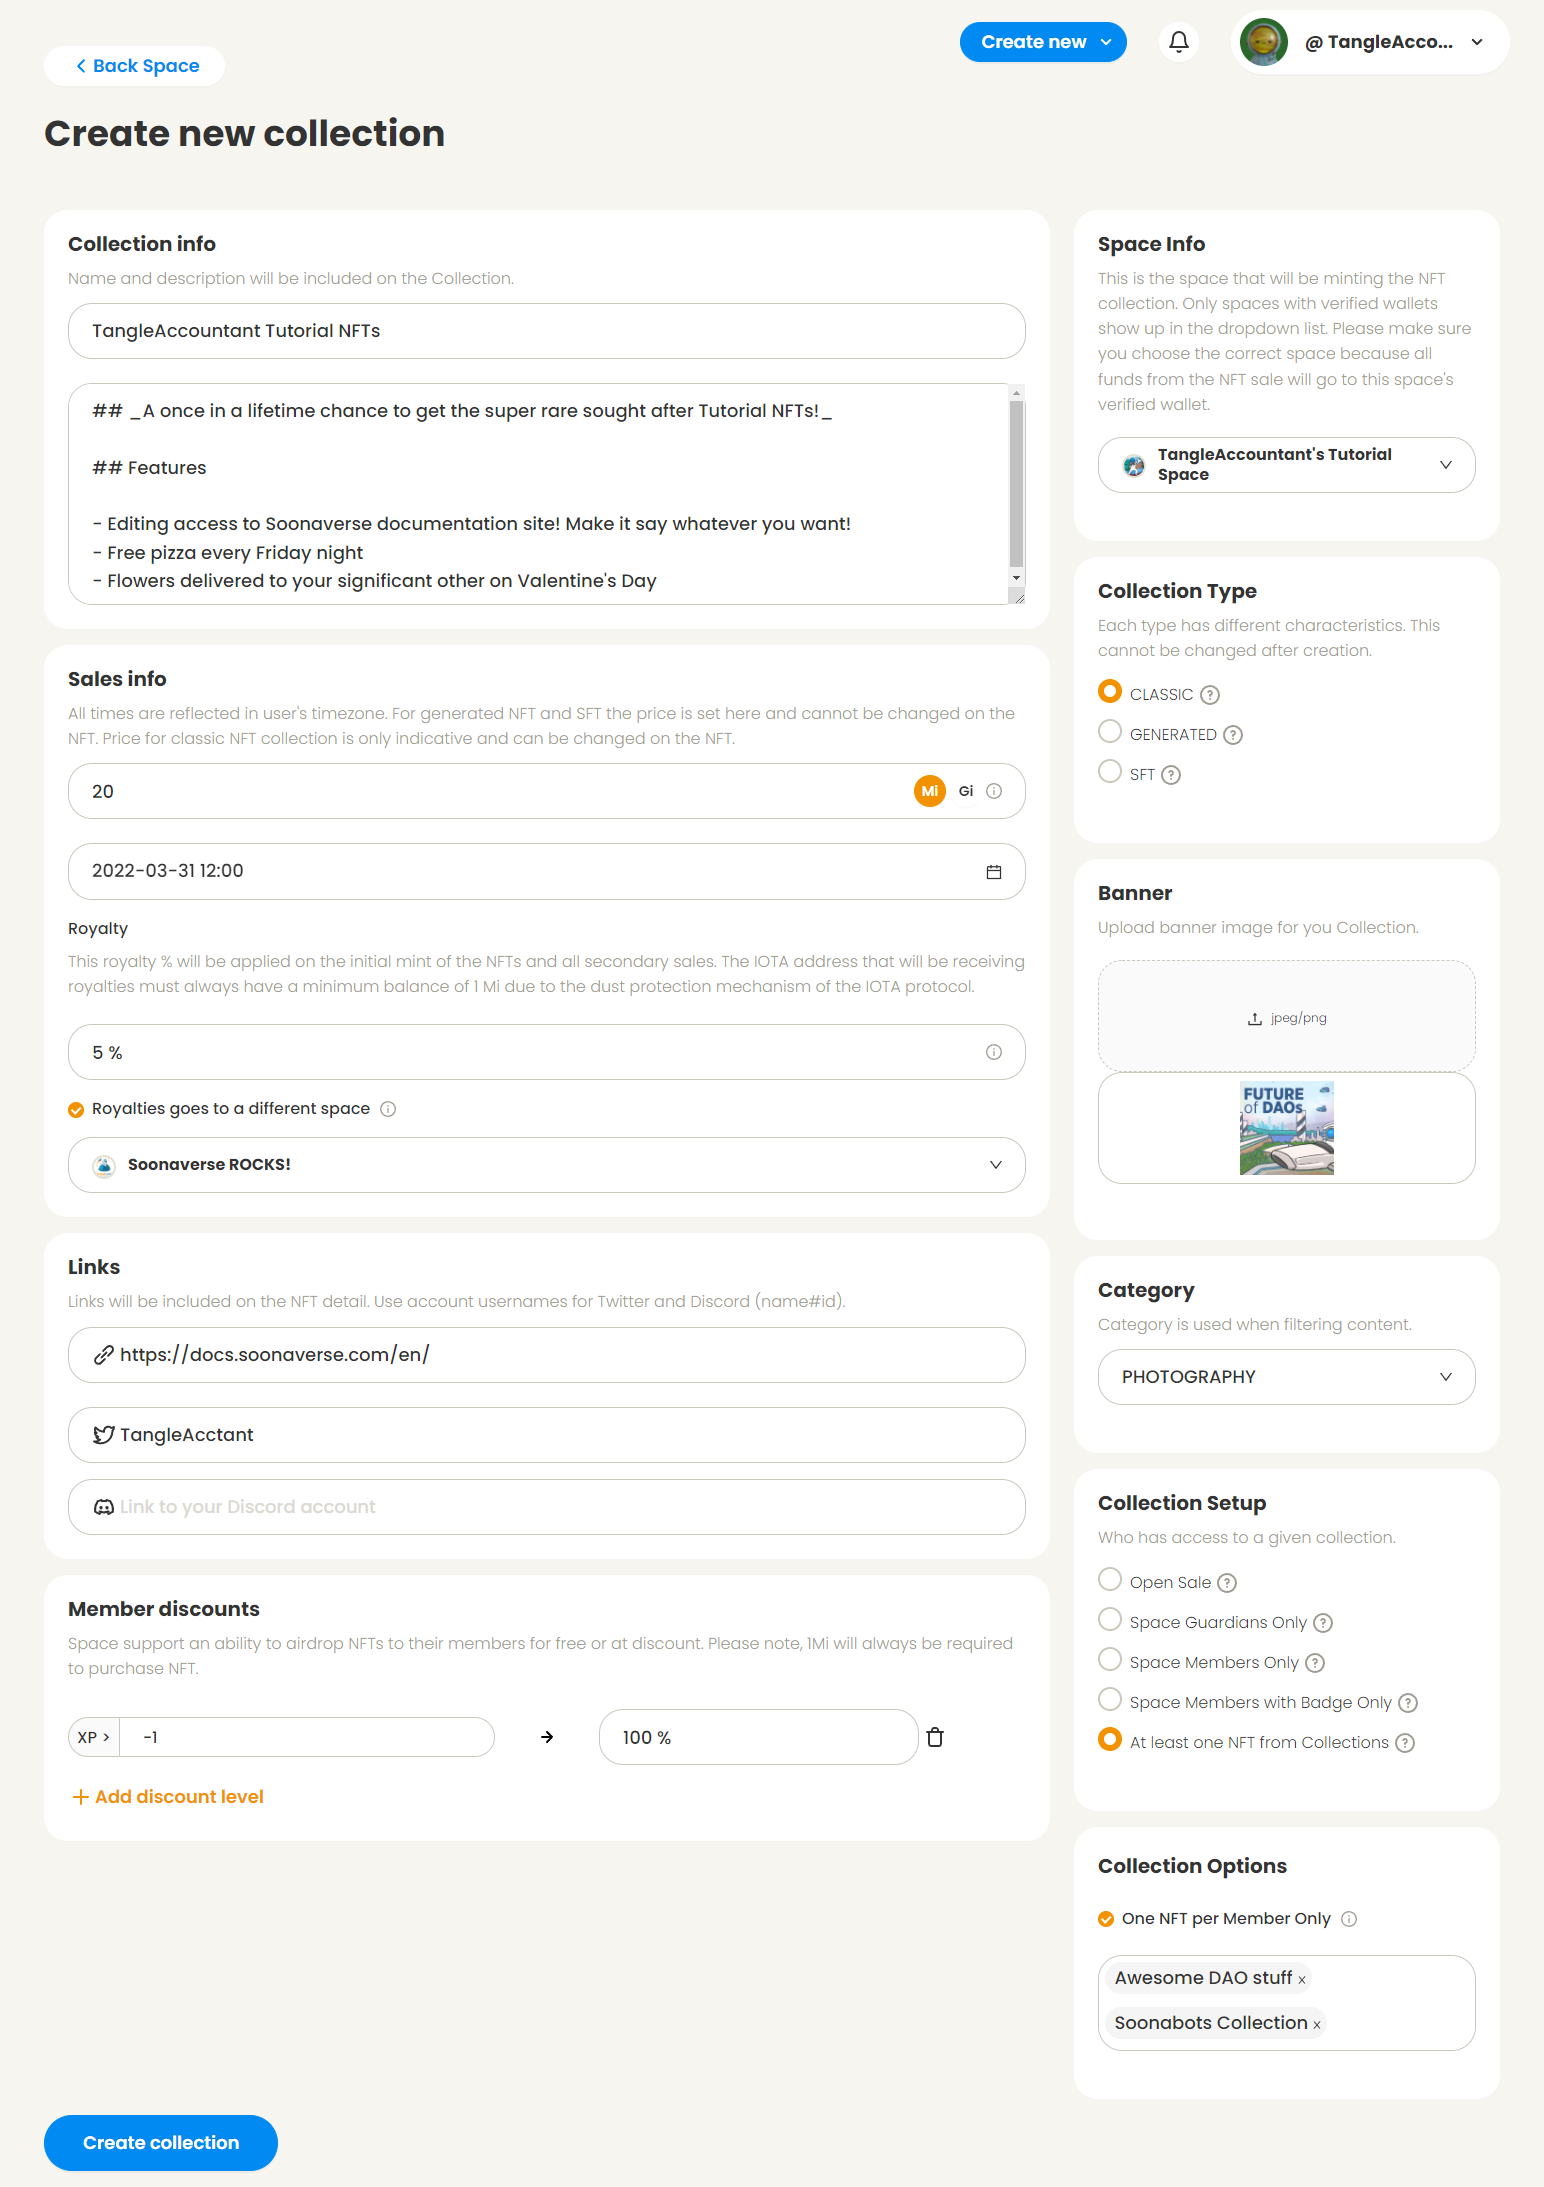 Back Space
Create new
@ TangleAcco...
Create new collection
Collection info
Name and description will be included on the Collection.
TangleAccountant Tutorial NFTs
## _A once in a lifetime chance to get the super rare sought after Tutorial NFTs!_
## Features
- Editing access to Soonaverse documentation site! Make it say whatever you want!
- Free pizza every Friday night
- Flowers delivered to your significant other on Valentine's Day
Sales info
All times are reflected in user's timezone. For generated NFT and SFT the price is set here and cannot be changed on the
NFT. Price for classic NFT collection is only indicative and can be changed on the NFT.
20
Mi
Gi
2022-03-31 12:00
Royalty
This royalty % will be applied on the initial mint of the NFTs and all secondary sales. The IOTA address that will be receiving
royalties must always have a minimum balance of 1 Mi due to the dust protection mechanism of the IOTA protocol.
5 %
Royalties goes to a different space
Soonaverse ROCKS!
Links
Links will be included on the NFT detail. Use account usernames for Twitter and Discord (name#id).
https://docs.soonaverse.com/en/
TangleAcctant
Link to your Discord account
Member discounts
Space support an ability to airdrop NFTs to their members for free or at discount. Please note, 1Mi will always be required
to purchase NFT.
XP >
-1
100 %
Add discount level
Space Info
This is the space that will be minting the NFT
collection. Only spaces with verified wallets
show up in the dropdown list. Please make sure
you choose the correct space because all
funds from the NFT sale will go to this space's
verified wallet.
TangleAccountant's Tutorial
Space
Collection Type
Each type has different characteristics. This
cannot be changed after creation.
CLASSIC
GENERATED
SFT
Banner
Upload banner image for you Collection.
jpeg/png
FUTURE
of DAOs
Category
Category is used when filtering content.
PHOTOGRAPHY
Collection Setup
Who has access to a given collection.
Open Sale
Space Guardians Only
Space Members Only
Space Members with Badge Only
At least one NFT from Collections
Collection Options
One NFT per Member Only
Awesome DAO stuff x
Soonabots Collection x
Create collection